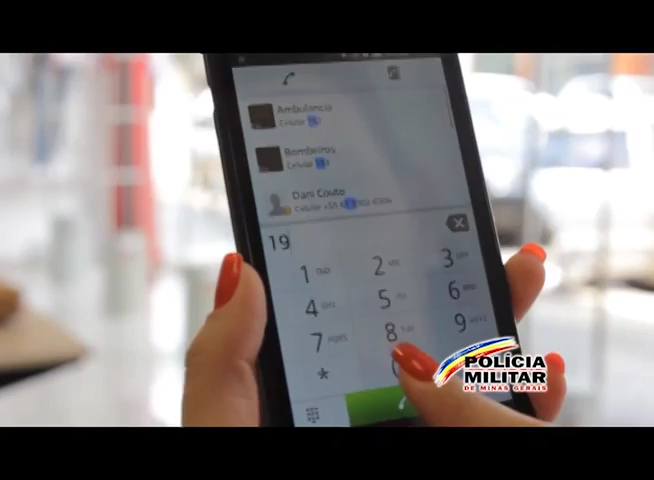 Ambulancia
Celular
Bombeiros
Celular
Dani Couto
Celular
19
1
2
3
4
5
6
7
8
9
*
POLÍCIA
MILITAR
DE MINAS GERAIS